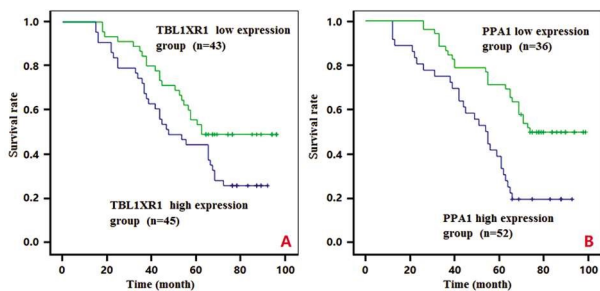 TBL1XR1 low expression
group (n=43)
TBL1XR1 high expression
group (n=45)
Survival rate
1.0
0.8
0.6
0.4
0.2
0.0
0 20 40 60 80 100
Time (month)
A
PPA1 low expression
group (n=36)
PPA1 high expression
group (n=52)
Survival rate
1.0
0.8
0.6
0.4
0.2
0.0
0 20 40 60 80 100
Time (month)
B